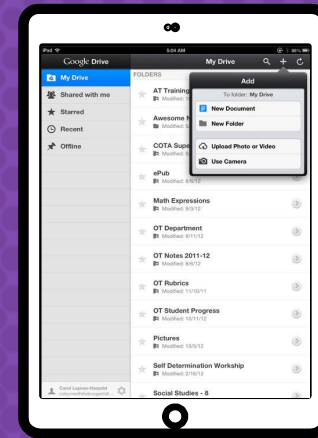 iPad
5:04 AM
Google Drive
My Drive
My Drive
Shared with me
Starred
Recent
Offline
FOLDERS
AT Training
Modified:
Awesome N
Modified:
COTA Supe
Modified:
ePub
Modified: 8/6/12
Math Expressions
Modified: 9/3/12
OT Department
Modified: 9/11/12
OT Notes 2011-12
Modified: 8/6/12
OT Rubrics
Modified: 11/10/11
OT Student Progress
Modified: 10/11/12
Pictures
Modified: 10/5/12
Self Determination Workship
Modified: 2/16/12
Social Studies - 8
Add
To folder: My Drive
New Document
New Folder
Upload Photo or Video
Use Camera